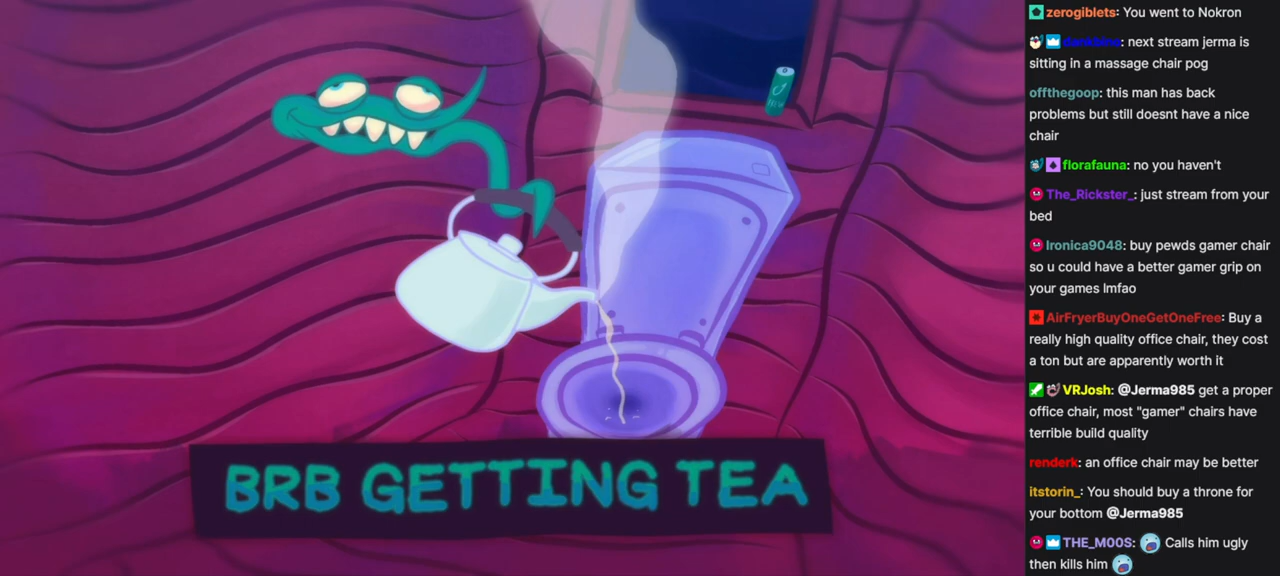 BRB GETTING TEA
zerogiblets: You went to Nokron
next stream jerma is
sitting in a massage chair pog
offthegoop: this man has back
problems but still doesnt have a nice
chair
florafauna: no you haven't
The_Rickster_: just stream from your
bed
Ironica9048: buy pewds gamer chair
so u could have a better gamer grip on
your games lmfao
AirFryerBuyOneGetOneFree: Buy a
really high quality office chair, they cost
a ton but are apparently worth it
VRJosh: @Jerma985 get a proper
office chair, most "gamer" chairs have
terrible build quality
renderk: an office chair may be better
itstorin_: You should buy a throne for
your bottom @Jerma985
THE_M00S: Calls him ugly
then kills him